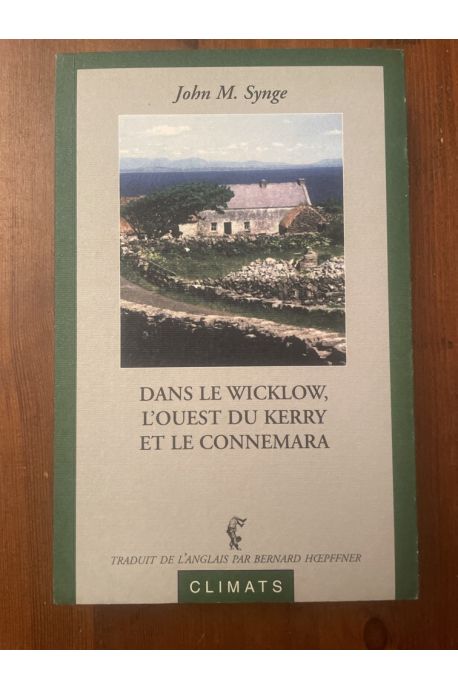 John M. Synge
DANS LE WICKLOW,
L'OUEST DU KERRY
ET LE CONNEMARA
TRADUIT DE L'ANGLAIS PAR BERNARD HŒPFFNER
CLIMATS